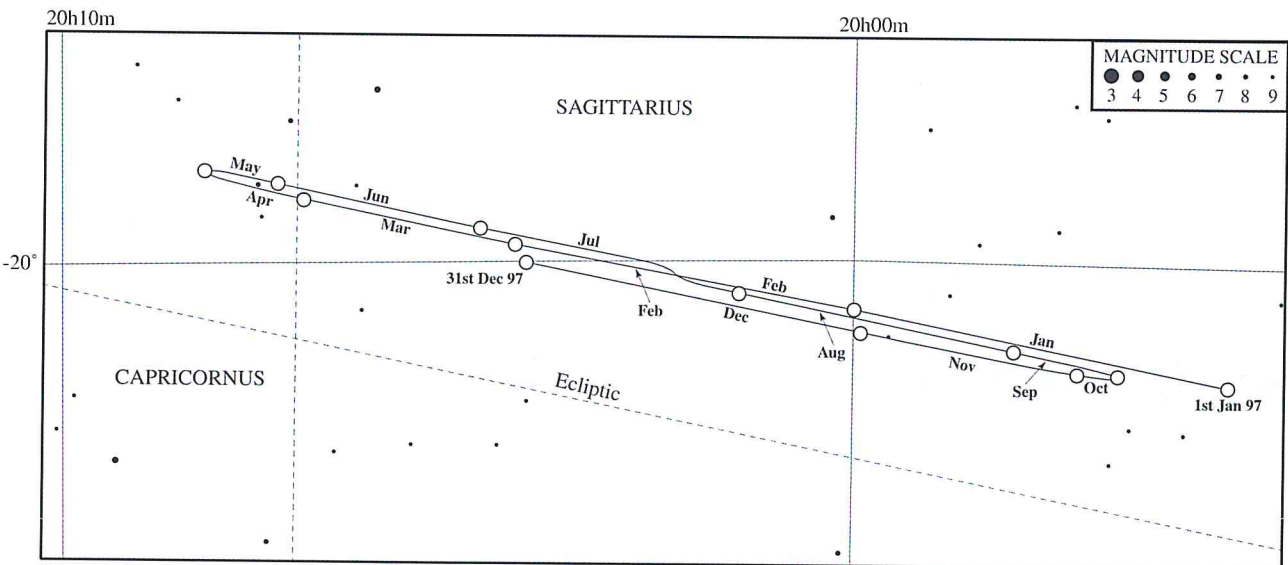 20h10m
20h00m
MAGNITUDE SCALE
3 4 5 6 7 8 9
SAGITTARIUS
May
Apr
Jun
Mar
Jul
-20°
31st Dec 97
Feb
Feb
Dec
Aug
Jan
Nov
Sep
Oct
1st Jan 97
CAPRICORNUS
Ecliptic